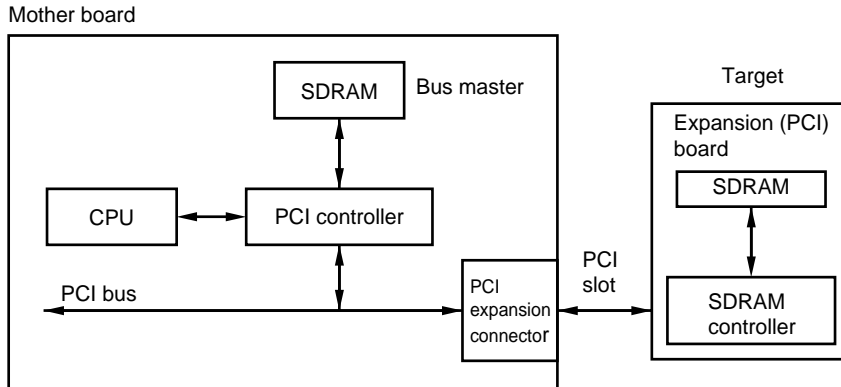 Mother board
SDRAM
Bus master
CPU
PCI controller
PCI bus
PCI
expansion
connector
PCI
slot
Target
Expansion (PCI)
board
SDRAM
SDRAM
controller